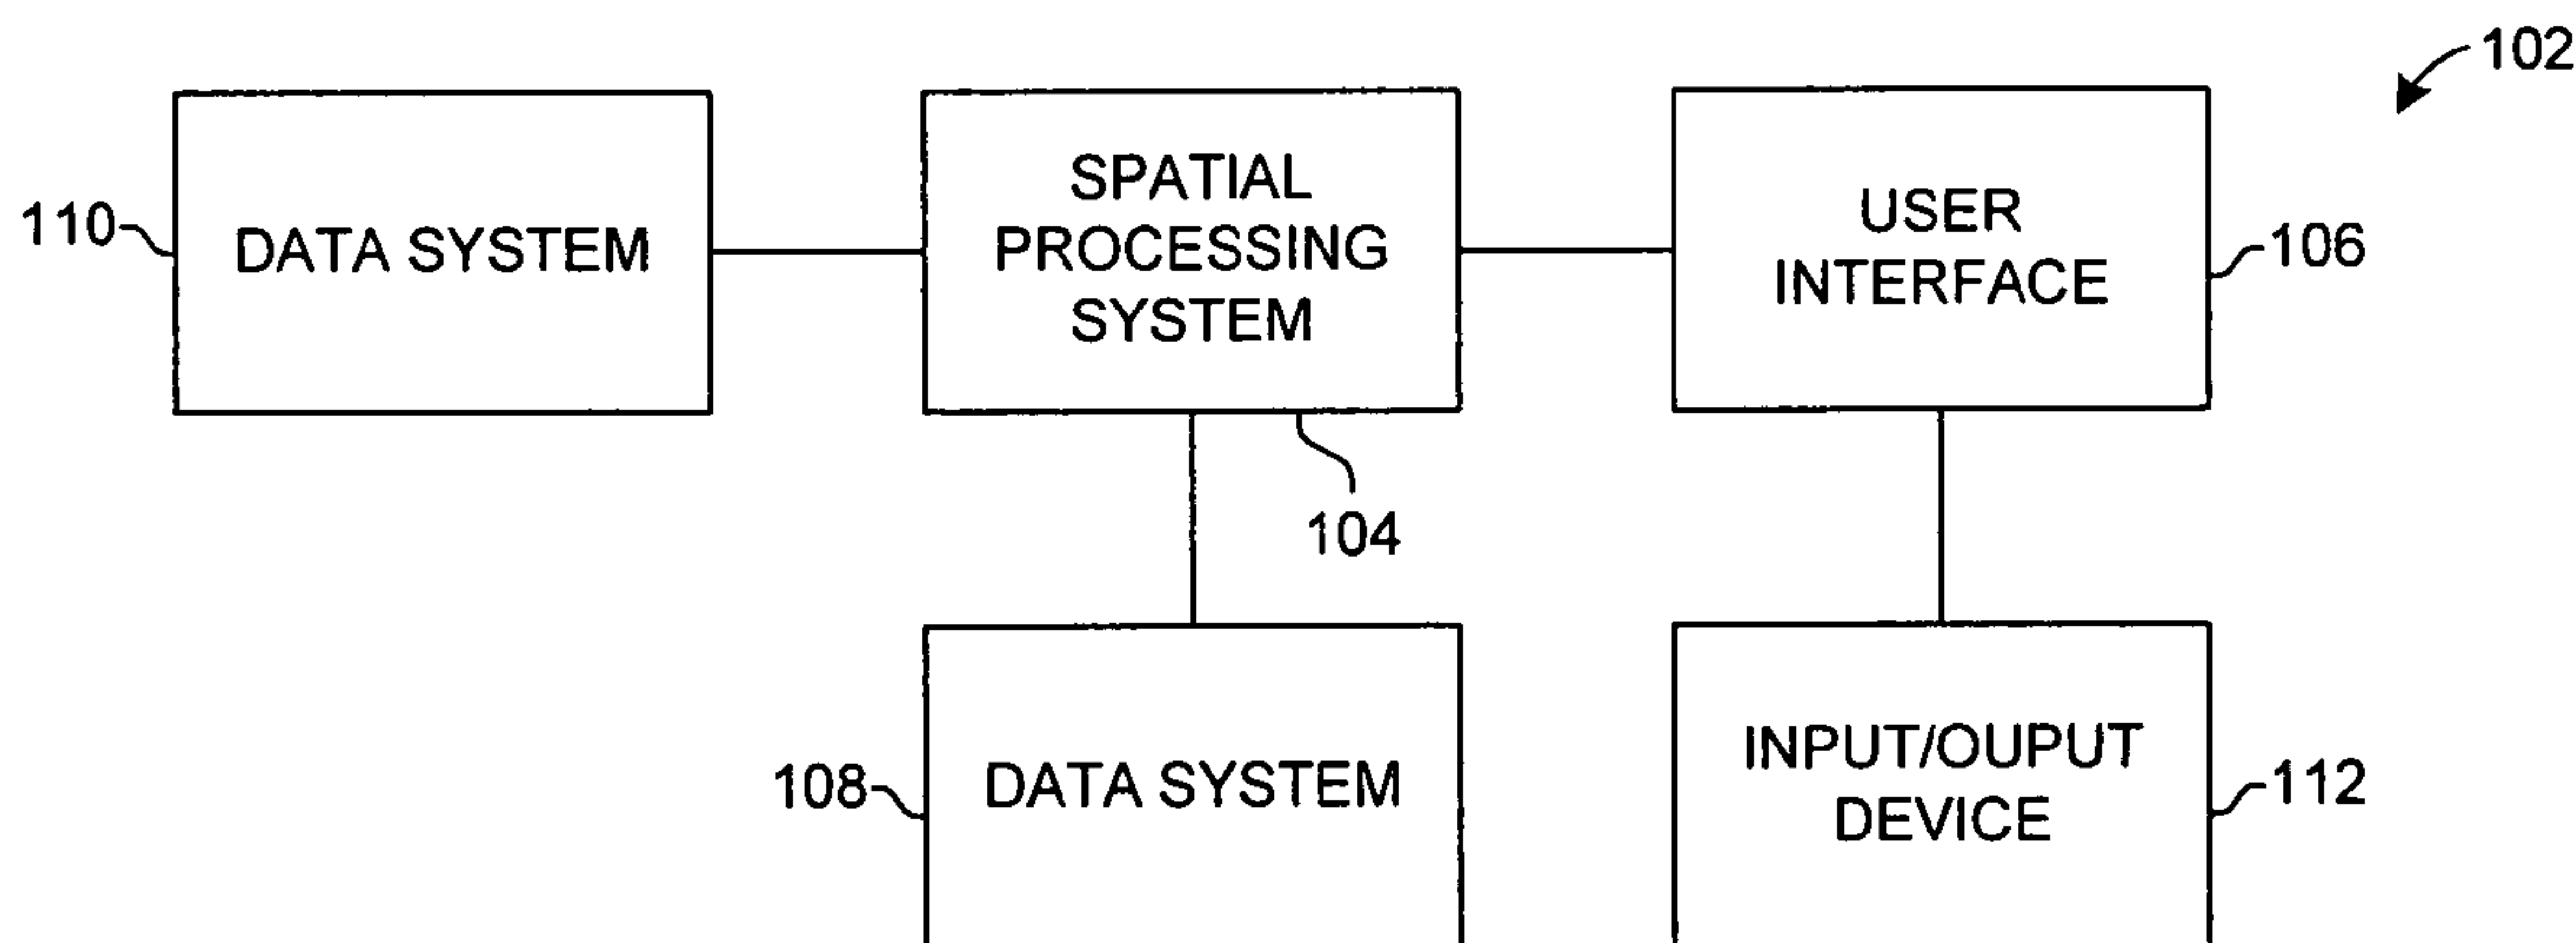 102
110
DATA SYSTEM
SPATIAL
PROCESSING
SYSTEM
USER
INTERFACE
106
104
108
DATA SYSTEM
INPUT/OUPUT
DEVICE
112